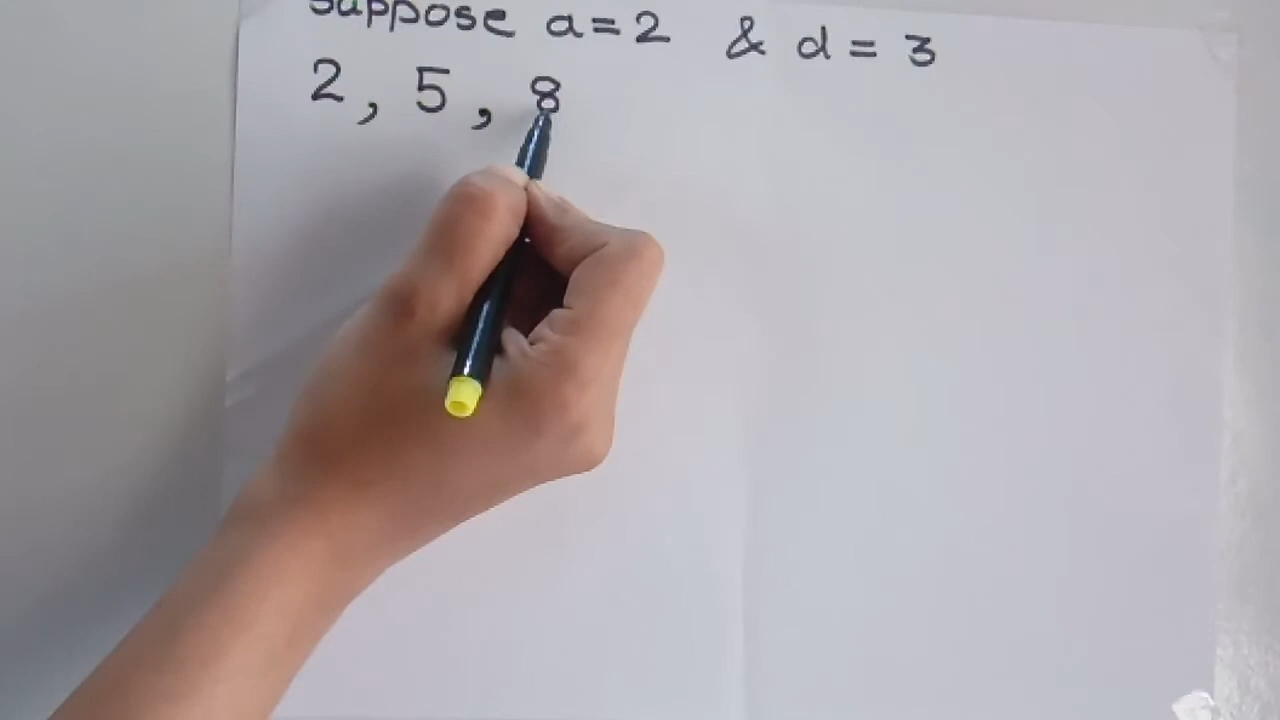 suppose a=2 & d = 3
2, 5, 8